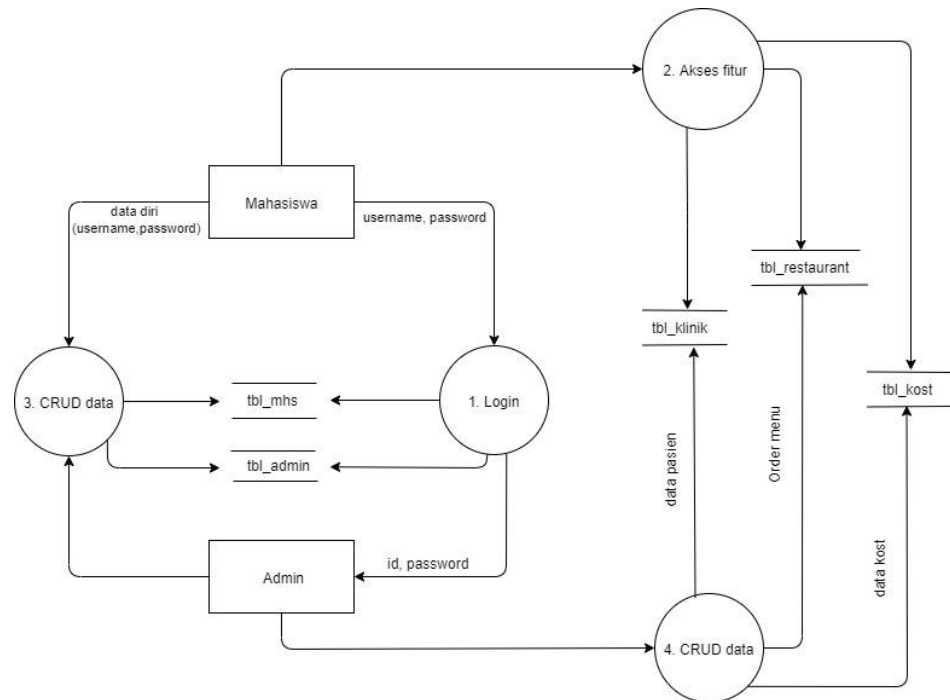 2. Akses fitur
Mahasiswa
data diri
(username,password)
username, password
tbl_restaurant
tbl_klinik
3. CRUD data
tbl_mhs
1. Login
tbl_kost
tbl_admin
data pasien
Order menu
data kost
Admin
id, password
4. CRUD data